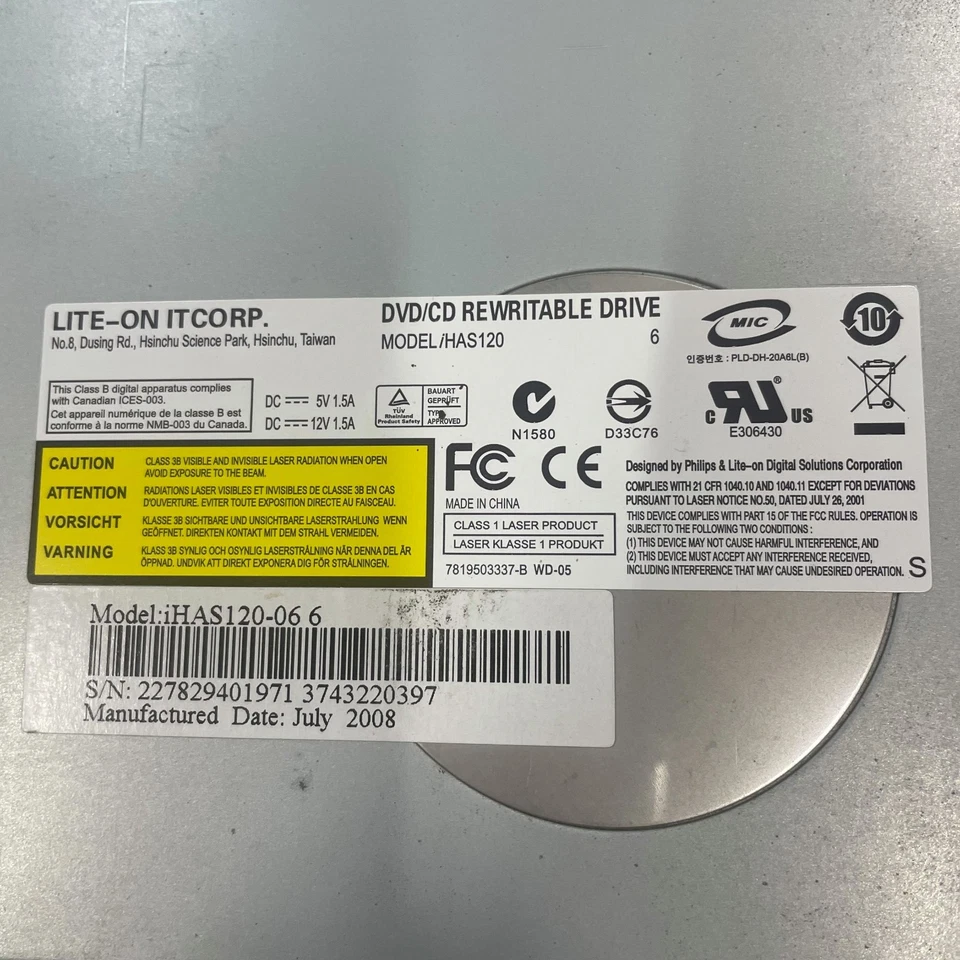 LITE-ON ITCORP.
No.8, Dusing Rd., Hsinchu Science Park, Hsinchu, Taiwan
DVD/CD REWRITABLE DRIVE
MODEL iHAS120 6
MIC
인증번호 : PLD-DH-20A6L(B)
10
This Class B digital apparatus complies
with Canadian ICES-003.
Cet appareil numérique de la classe B est
conforme à la norme NMB-003 du Canada.
DC 5V 1.5A
DC 12V 1.5A
TÜV
Rheinland
Product Safety
BAUART
GEPRÜFT
TYPE
APPROVED
N1580
D33C76
c RU US
®
E306430
CAUTION CLASS 3B VISIBLE AND INVISIBLE LASER RADIATION WHEN OPEN
AVOID EXPOSURE TO THE BEAM.
ATTENTION RADIATIONS LASER VISIBLES ET INVISIBLES DE CLASSE 3B EN CAS
D'OUVERTURE. EVITER TOUTE EXPOSITION DIRECTE AU FAISCEAU.
VORSICHT KLASSE 3B SICHTBARE UND UNSICHTBARE LASERSTRAHLUNG WENN
GEÖFFNET. DIREKTEN KONTAKT MIT DEM STRAHL VERMEIDEN.
VARNING KLASS 3B SYNLIG OCH OSYNLIG LASERSTRÅLNING NÄR DENNA DEL ÄR
ÖPPNAD. UNDVIK ATT DIREKT EXPONERA DIG FÖR STRÅLNINGEN.
FC CE
MADE IN CHINA
CLASS 1 LASER PRODUCT
LASER KLASSE 1 PRODUKT
7819503337-B WD-05
Designed by Philips & Lite-on Digital Solutions Corporation
COMPLIES WITH 21 CFR 1040.10 AND 1040.11 EXCEPT FOR DEVIATIONS
PURSUANT TO LASER NOTICE NO.50, DATED JULY 26, 2001
THIS DEVICE COMPLIES WITH PART 15 OF THE FCC RULES. OPERATION IS
SUBJECT TO THE FOLLOWING TWO CONDITIONS :
(1) THIS DEVICE MAY NOT CAUSE HARMFUL INTERFERENCE, AND
(2) THIS DEVICE MUST ACCEPT ANY INTERFERENCE RECEIVED,
INCLUDING INTERFERENCE THAT MAY CAUSE UNDESIRED OPERATION. S
Model:iHAS120-06 6
S/N: 227829401971 3743220397
Manufactured Date: July 2008